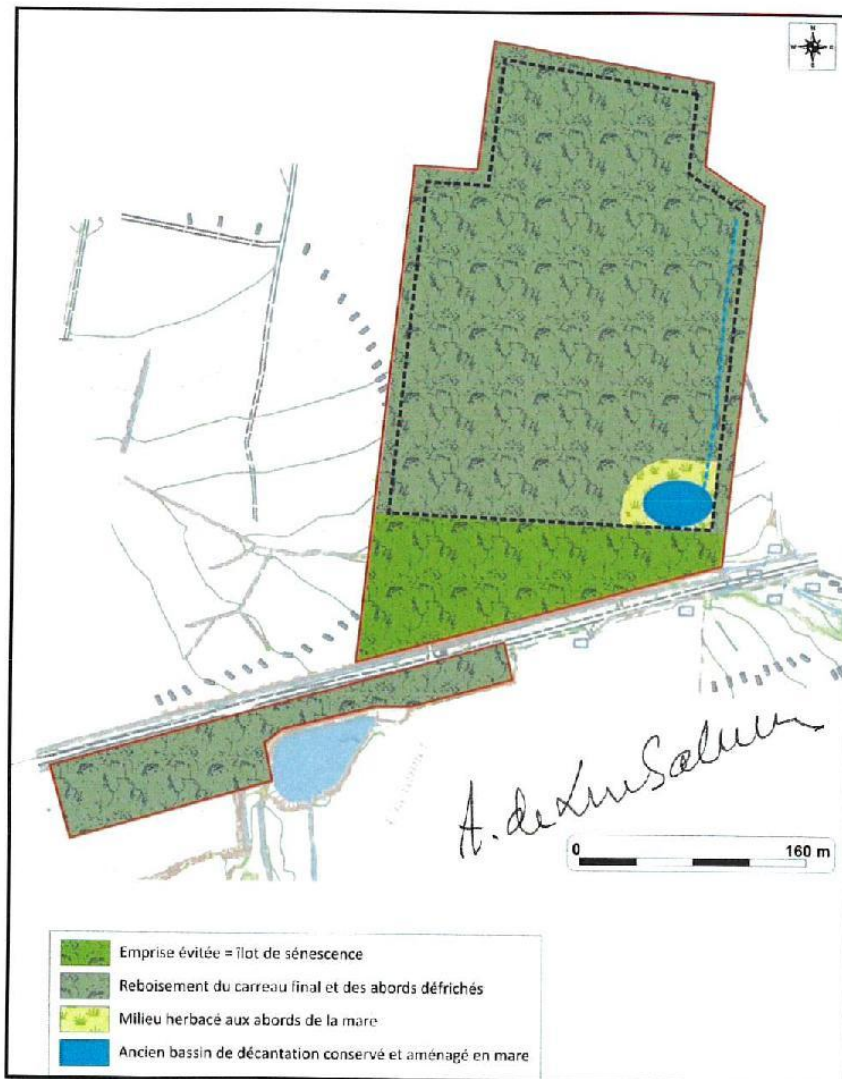 N
A. de
0 160 m
Emprise évitée = îlot de sénescence
Reboisement du carreau final et des abords défrichés
Milieu herbacé aux abords de la mare
Ancien bassin de décantation conservé et aménagé en mare